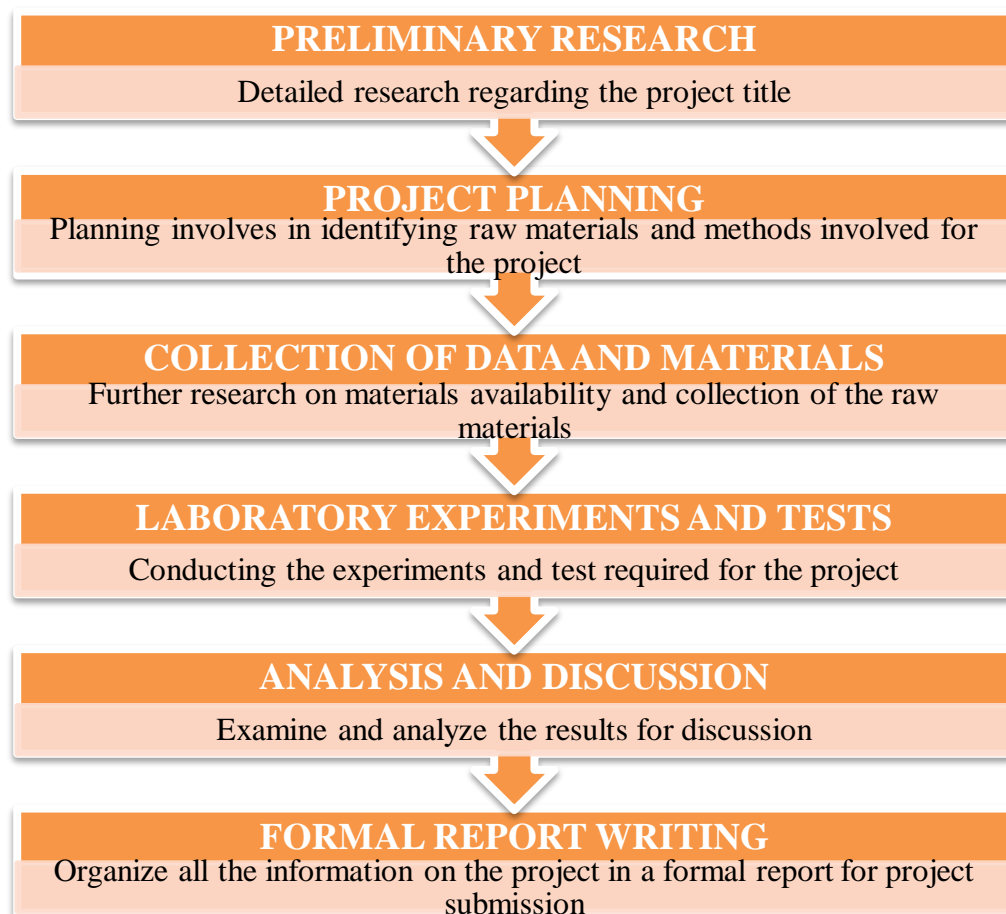 PRELIMINARY RESEARCH
Detailed research regarding the project title
PROJECT PLANNING
Planning involves in identifying raw materials and methods involved for
the project
COLLECTION OF DATA AND MATERIALS
Further research on materials availability and collection of the raw
materials
LABORATORY EXPERIMENTS AND TESTS
Conducting the experiments and test required for the project
ANALYSIS AND DISCUSSION
Examine and analyze the results for discussion
FORMAL REPORT WRITING
Organize all the information on the project in a formal report for project
submission